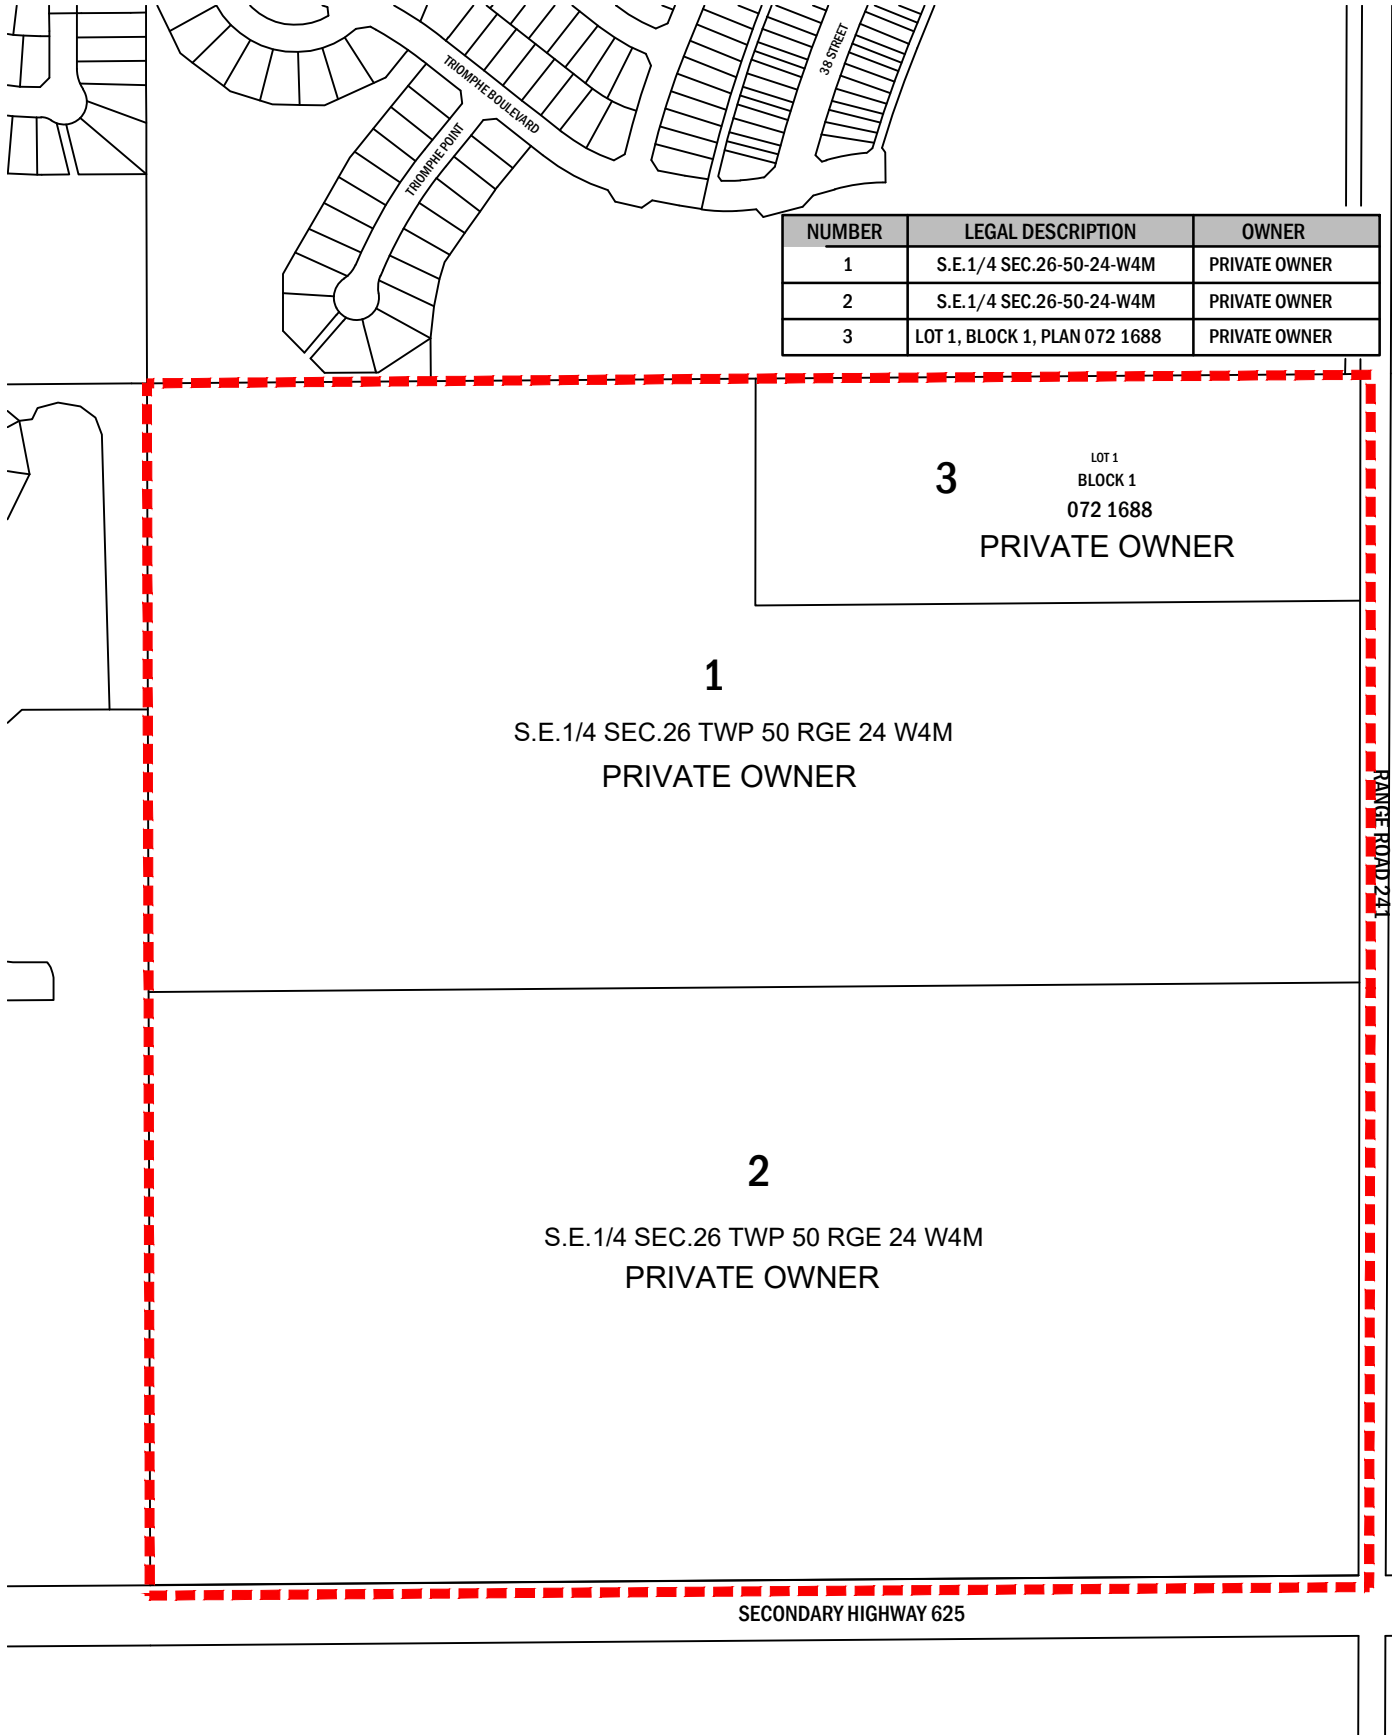 38 STREET
TRIOMPHE BOULEVARD
TRIOMPHE POINT
NUMBER LEGAL DESCRIPTION OWNER
1 S.E.1/4 SEC.26-50-24-W4M PRIVATE OWNER
2 S.E.1/4 SEC.26-50-24-W4M PRIVATE OWNER
3 LOT 1, BLOCK 1, PLAN 072 1688 PRIVATE OWNER
3
LOT 1
BLOCK 1
072 1688
PRIVATE OWNER
1
S.E.1/4 SEC.26 TWP 50 RGE 24 W4M
PRIVATE OWNER
RANGE ROAD 241
2
S.E.1/4 SEC.26 TWP 50 RGE 24 W4M
PRIVATE OWNER
SECONDARY HIGHWAY 625